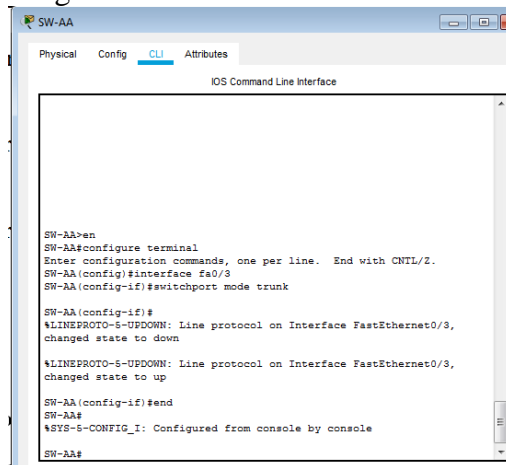 SW-AA
Physical Config CLI Attributes
IOS Command Line Interface
SW-AA>en
SW-AA#configure terminal
Enter configuration commands, one per line.  End with CNTL/Z.
SW-AA(config)#interface fa0/3
SW-AA(config-if)#switchport mode trunk
SW-AA(config-if)#
%LINEPROTO-5-UPDOWN: Line protocol on Interface FastEthernet0/3,
changed state to down
%LINEPROTO-5-UPDOWN: Line protocol on Interface FastEthernet0/3,
changed state to up
SW-AA(config-if)#end
SW-AA#
%SYS-5-CONFIG_I: Configured from console by console
SW-AA#